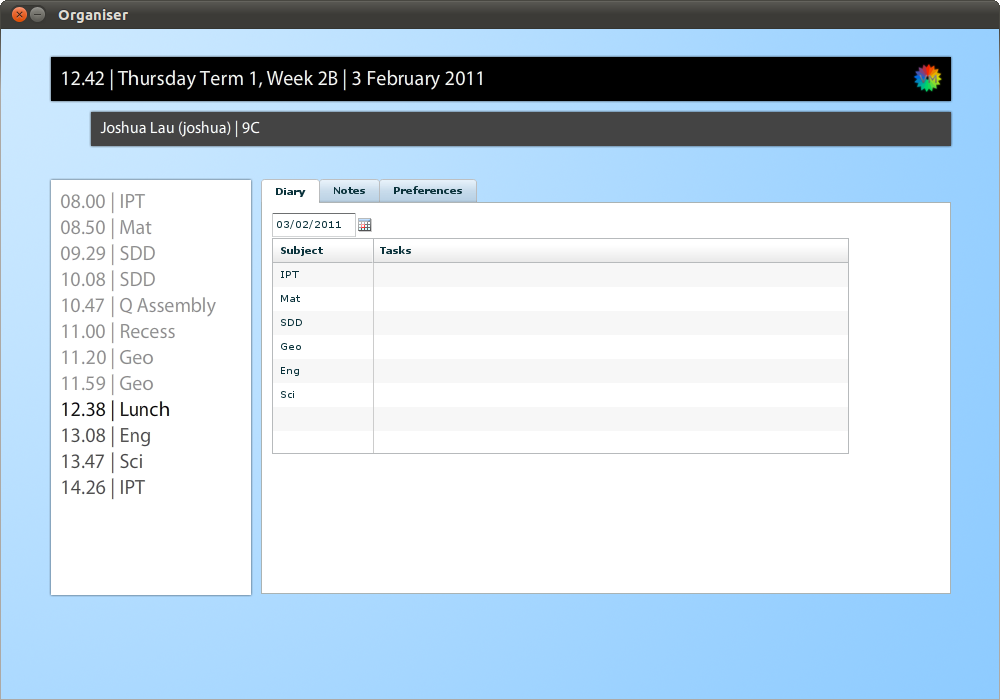 Organiser
12.42 | Thursday Term 1, Week 2B | 3 February 2011
Joshua Lau (joshua) | 9C
08.00 | IPT
08.50 | Mat
09.29 | SDD
10.08 | SDD
10.47 | Q Assembly
11.00 | Recess
11.20 | Geo
11.59 | Geo
12.38 | Lunch
13.08 | Eng
13.47 | Sci
14.26 | IPT
Diary Notes Preferences
03/02/2011
Subject Tasks
IPT
Mat
SDD
Geo
Eng
Sci